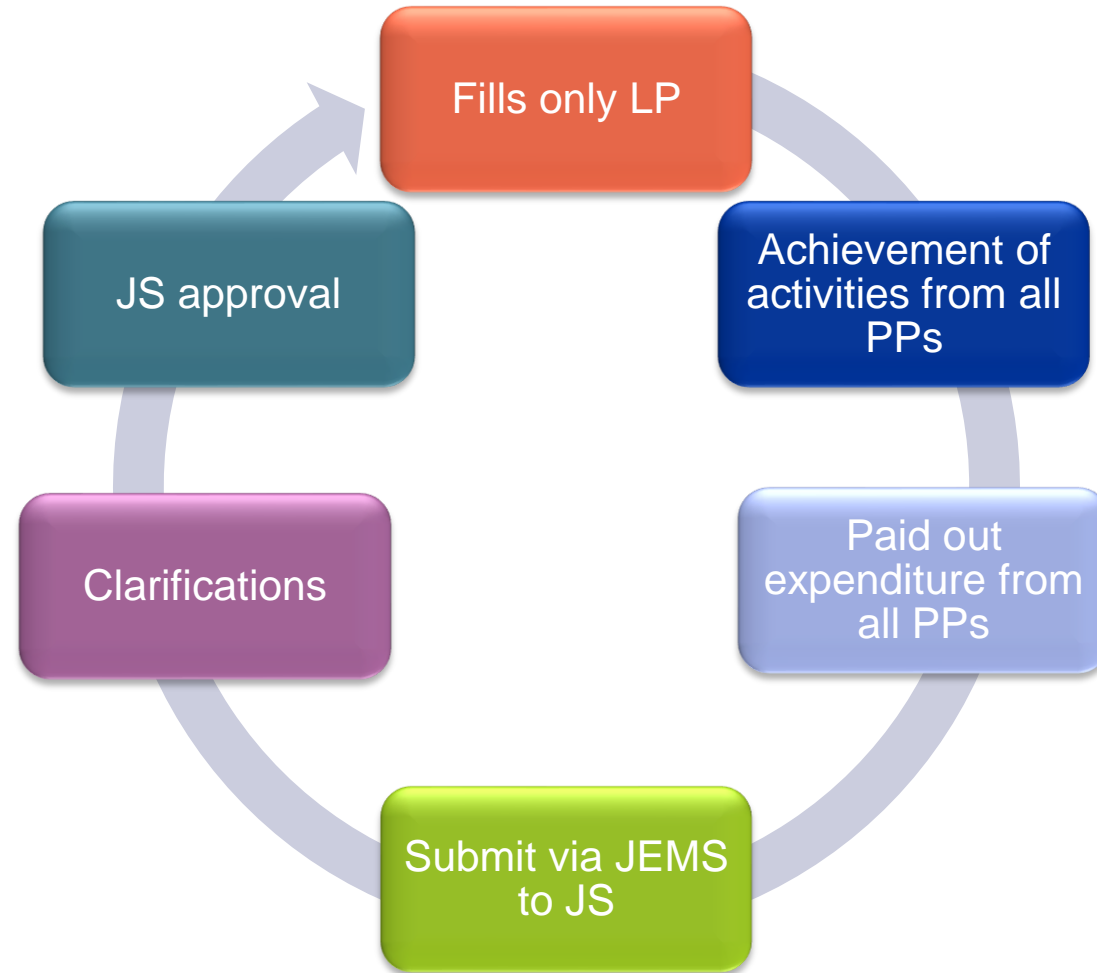 Fills only LP
Achievement of
activities from all
PPs
Paid out
expenditure from
all PPs
Submit via JEMS
to JS
Clarifications
JS approval